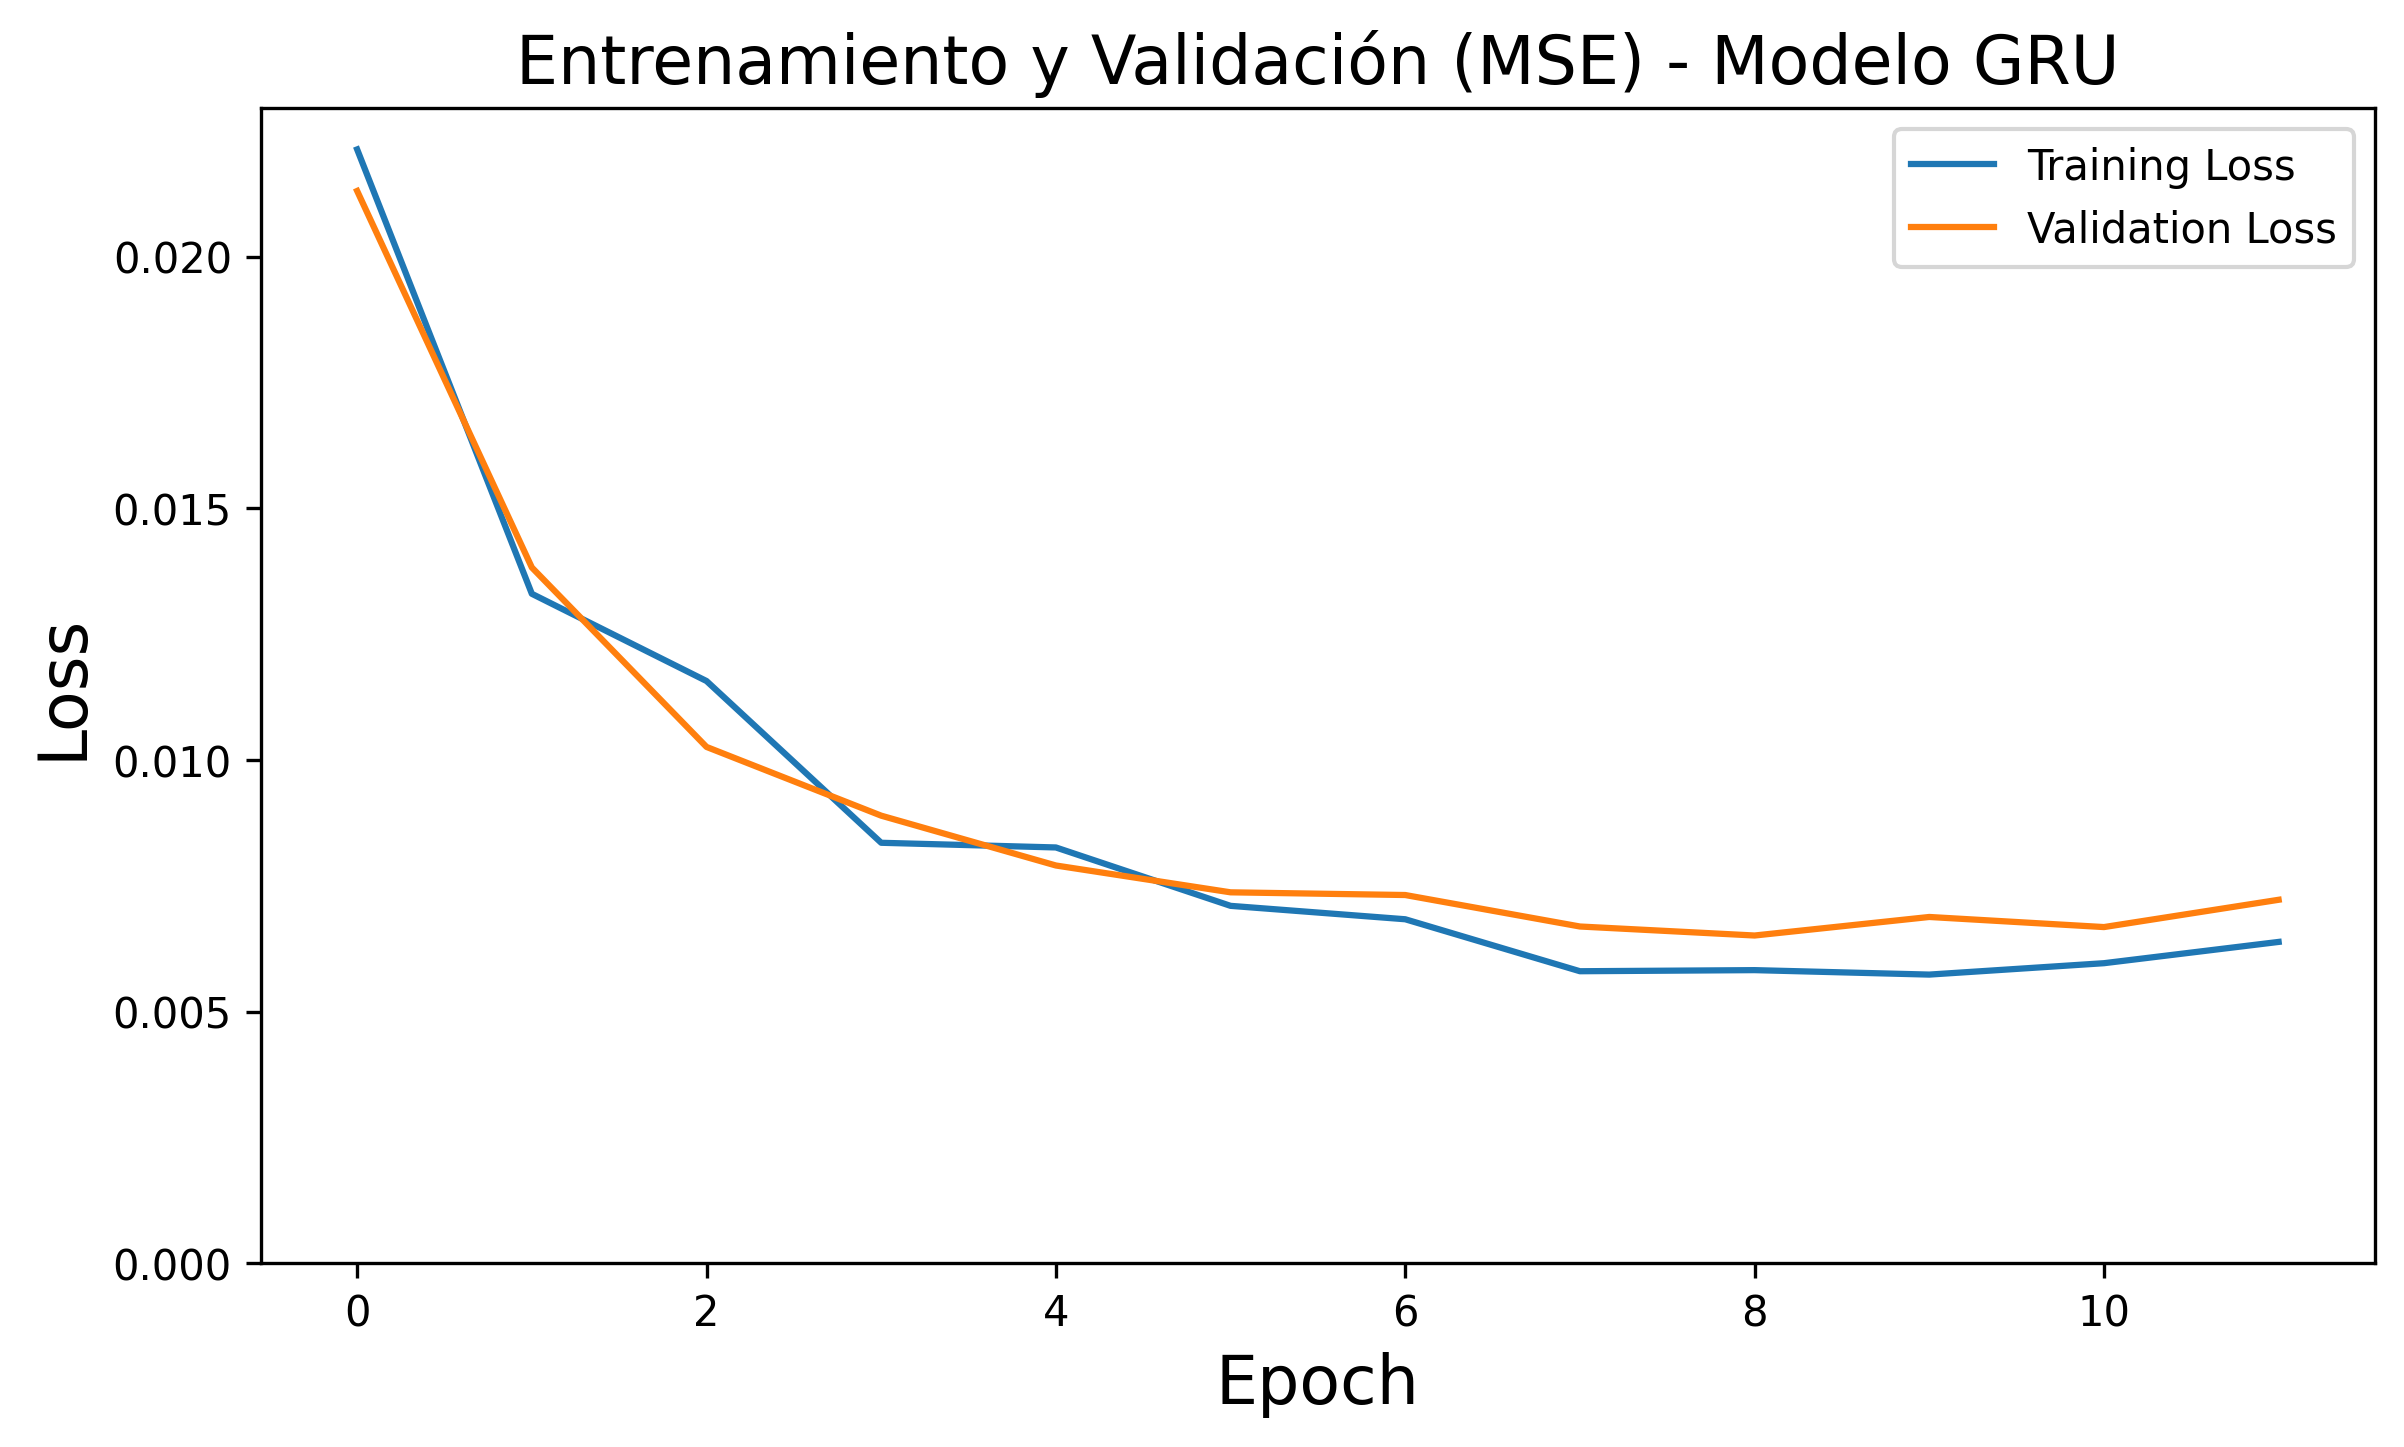 Entrenamiento y Validación (MSE) - Modelo GRU
Training Loss
Validation Loss
0.020
0.015
0.010
0.005
0.000
Loss
0 2 4 6 8 10
Epoch